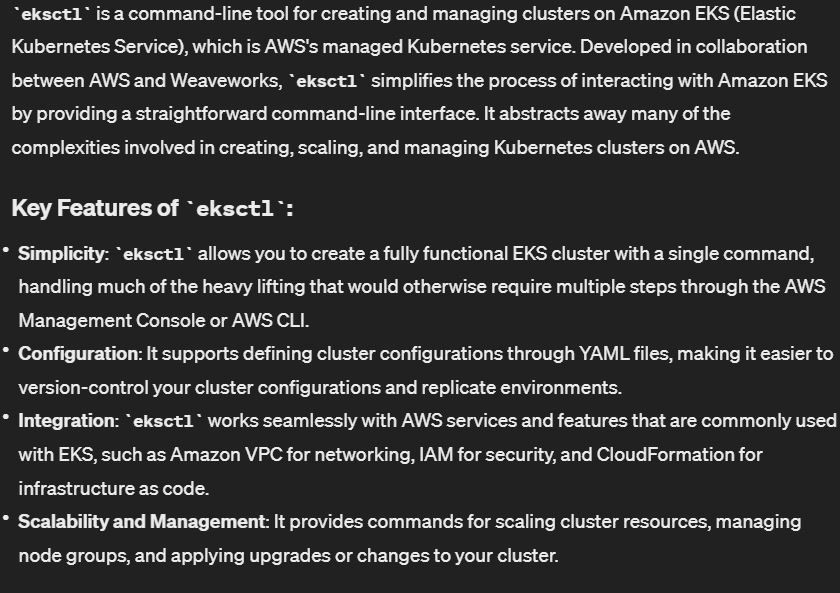 `eksctl` is a command-line tool for creating and managing clusters on Amazon EKS (Elastic
Kubernetes Service), which is AWS's managed Kubernetes service. Developed in collaboration
between AWS and Weaveworks, `eksctl` simplifies the process of interacting with Amazon EKS
by providing a straightforward command-line interface. It abstracts away many of the
complexities involved in creating, scaling, and managing Kubernetes clusters on AWS.
Key Features of `eksctl`:
• Simplicity: `eksctl` allows you to create a fully functional EKS cluster with a single command,
handling much of the heavy lifting that would otherwise require multiple steps through the AWS
Management Console or AWS CLI.
• Configuration: It supports defining cluster configurations through YAML files, making it easier to
version-control your cluster configurations and replicate environments.
• Integration: `eksctl` works seamlessly with AWS services and features that are commonly used
with EKS, such as Amazon VPC for networking, IAM for security, and CloudFormation for
infrastructure as code.
• Scalability and Management: It provides commands for scaling cluster resources, managing
node groups, and applying upgrades or changes to your cluster.